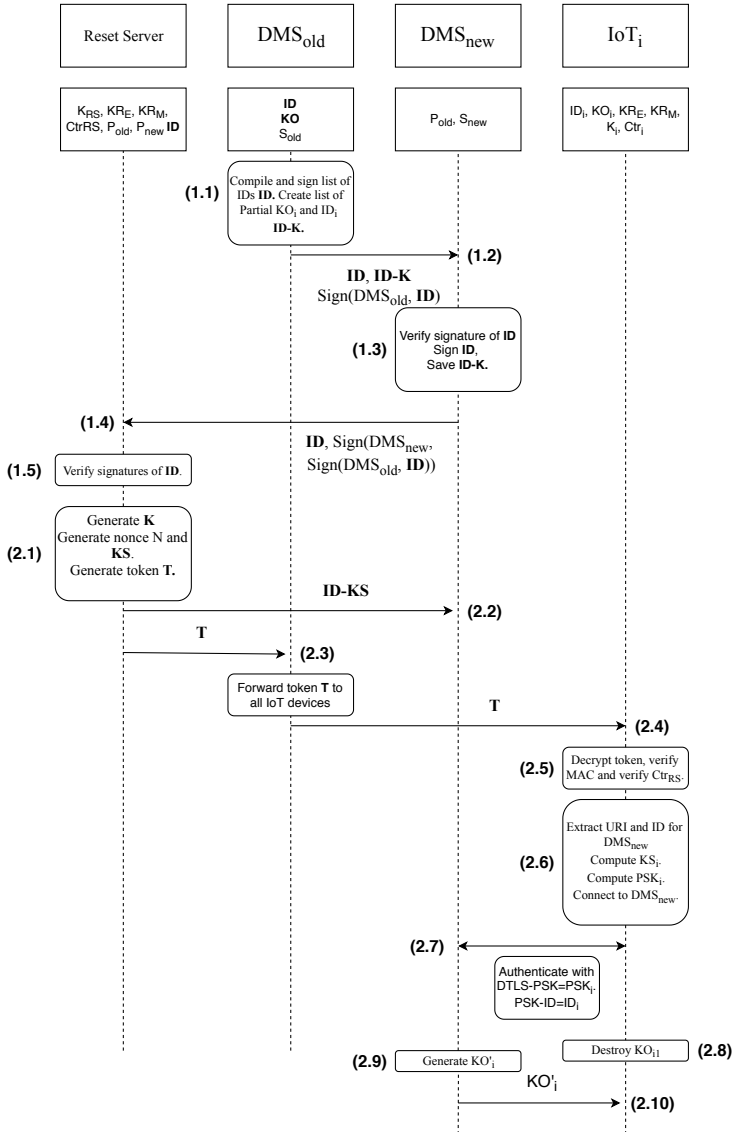 Reset Server
DMSold
DMSnew
IoTi
KRS, KRE, KRM,
CtrRS, Pold, Pnew ID
ID
KO
Sold
Pold, Snew
IDi, KOi, KRE, KRM,
Ki, Ctri
(1.1)
Compile and sign list of
IDs ID. Create list of
Partial KOi and IDi
ID-K.
(1.2)
ID, ID-K
Sign(DMSold, ID)
(1.3)
Verify signature of ID
Sign ID,
Save ID-K.
(1.4)
ID, Sign(DMSnew,
Sign(DMSold, ID))
(1.5)
Verify signatures of ID.
(2.1)
Generate K
Generate nonce N and
KS.
Generate token T.
ID-KS
(2.2)
T
(2.3)
Forward token T to
all IoT devices
T
(2.4)
(2.5)
Decrypt token, verify
MAC and verify CtrRS.
(2.6)
Extract URI and ID for
DMSnew
Compute KSi.
Compute PSKi.
Connect to DMSnew.
(2.7)
Authenticate with
DTLS-PSK=PSKi.
PSK-ID=IDi
Destroy KOi1
(2.8)
(2.9)
Generate KO'i
KO'i
(2.10)